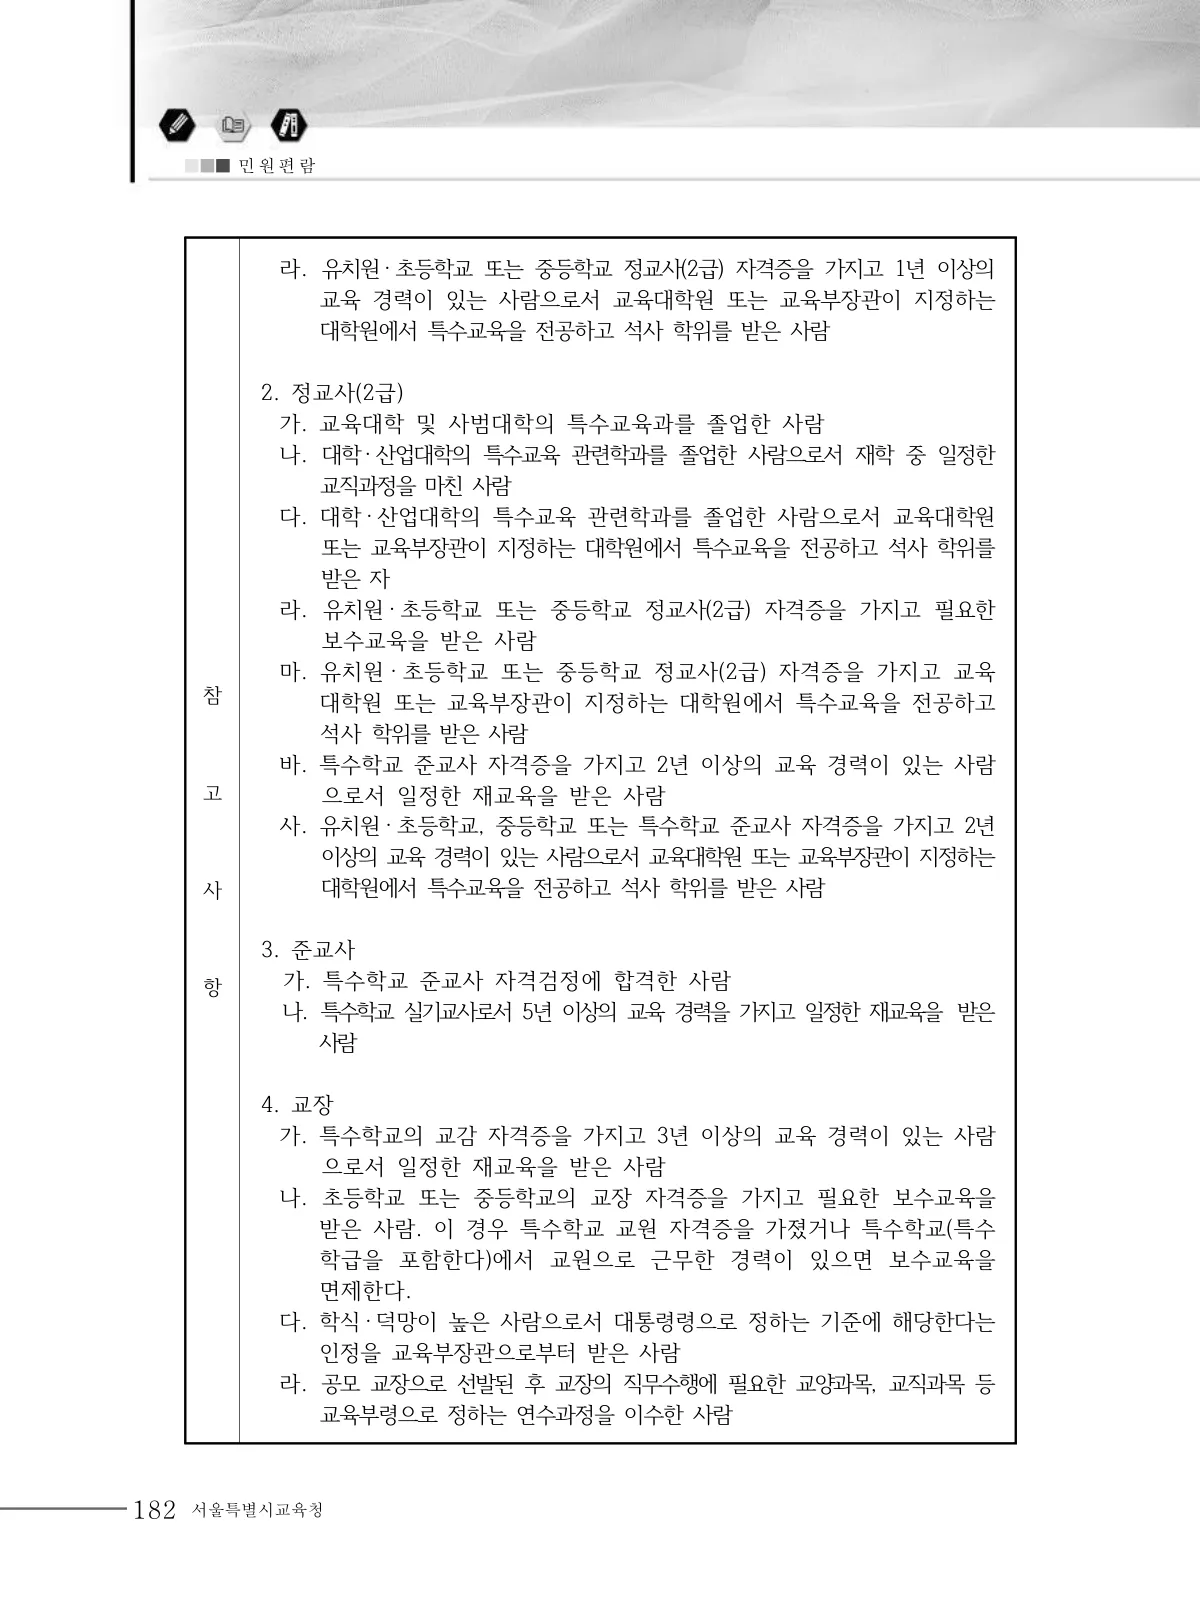 민원편람
라. 유치원·초등학교 또는 중등학교 정교사(2급) 자격증을 가지고 1년 이상의
교육 경력이 있는 사람으로서 교육대학원 또는 교육부장관이 지정하는
대학원에서 특수교육을 전공하고 석사 학위를 받은 사람
2. 정교사(2급)
가. 교육대학 및 사범대학의 특수교육과를 졸업한 사람
나. 대학·산업대학의 특수교육 관련학과를 졸업한 사람으로서 재학 중 일정한
교직과정을 마친 사람
다. 대학·산업대학의 특수교육 관련학과를 졸업한 사람으로서 교육대학원
또는 교육부장관이 지정하는 대학원에서 특수교육을 전공하고 석사 학위를
받은 자
라. 유치원·초등학교 또는 중등학교 정교사(2급) 자격증을 가지고 필요한
보수교육을 받은 사람
마. 유치원·초등학교 또는 중등학교 정교사(2급) 자격증을 가지고 교육
대학원 또는 교육부장관이 지정하는 대학원에서 특수교육을 전공하고
석사 학위를 받은 사람
바. 특수학교 준교사 자격증을 가지고 2년 이상의 교육 경력이 있는 사람
으로서 일정한 재교육을 받은 사람
사. 유치원·초등학교, 중등학교 또는 특수학교 준교사 자격증을 가지고 2년
이상의 교육 경력이 있는 사람으로서 교육대학원 또는 교육부장관이 지정하는
대학원에서 특수교육을 전공하고 석사 학위를 받은 사람
3. 준교사
가. 특수학교 준교사 자격검정에 합격한 사람
나. 특수학교 실기교사로서 5년 이상의 교육 경력을 가지고 일정한 재교육을 받은
사람
4. 교장
가. 특수학교의 교감 자격증을 가지고 3년 이상의 교육 경력이 있는 사람
으로서 일정한 재교육을 받은 사람
나. 초등학교 또는 중등학교의 교장 자격증을 가지고 필요한 보수교육을
받은 사람. 이 경우 특수학교 교원 자격증을 가졌거나 특수학교(특수
학급을 포함한다)에서 교원으로 근무한 경력이 있으면 보수교육을
면제한다.
다. 학식·덕망이 높은 사람으로서 대통령령으로 정하는 기준에 해당한다는
인정을 교육부장관으로부터 받은 사람
라. 공모 교장으로 선발된 후 교장의 직무수행에 필요한 교양과목, 교직과목 등
교육부령으로 정하는 연수과정을 이수한 사람
참
고
사
항
182 서울특별시교육청